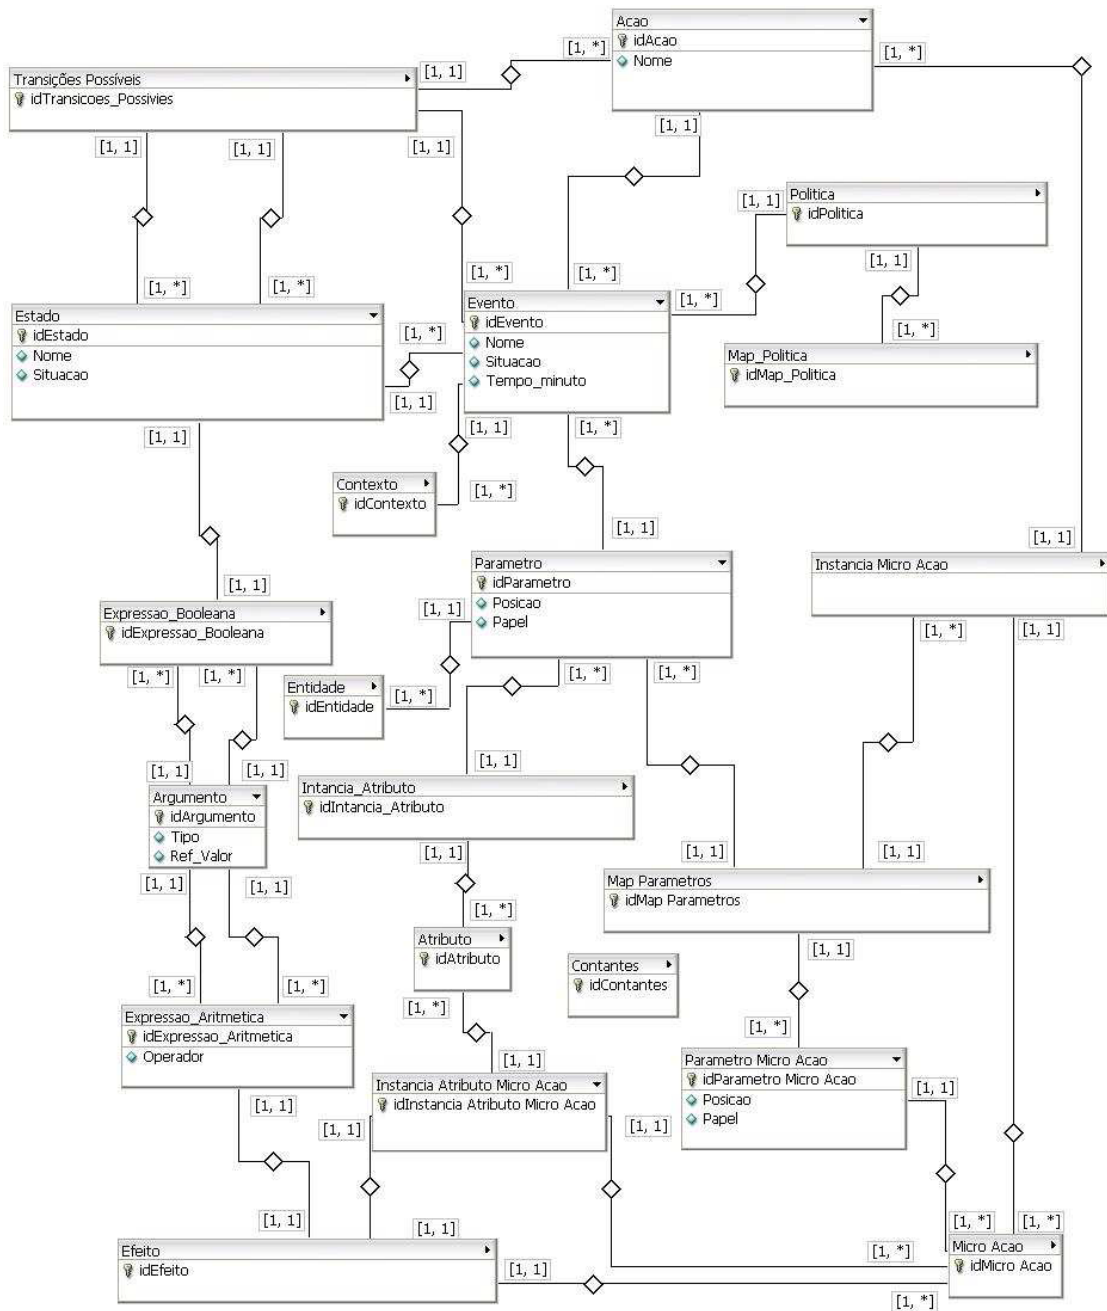 Acao
idAcao
Nome
[1, *]
[1, *]
[1, 1]
Transições Possíveis
idTransicoes_Possivies
[1, 1]
[1, 1]
[1, 1]
[1, 1]
Politica
idPolitica
[1, 1]
[1, 1]
[1, *]
[1, *]
[1, *]
[1, *]
Estado
idEstado
Nome
Situacao
[1, *]
[1, 1]
Evento
idEvento
Nome
Situacao
Tempo_minuto
[1, *]
[1, *]
Map_Politica
idMap_Politica
[1, 1]
[1, 1]
[1, *]
Contexto
idContexto
[1, *]
[1, 1]
[1, 1]
[1, 1]
Parametro
idParametro
Posicao
Papel
Instancia Micro Acao
Expressao_Booleana
idExpressao_Booleana
[1, 1]
[1, *]
[1, *]
[1, *]
[1, *]
[1, *]
[1, 1]
Entidade
idEntidade
[1, *]
[1, 1]
[1, 1]
[1, 1]
Intancia_Atributo
idIntancia_Atributo
Argumento
idArgumento
Tipo
Ref_Valor
[1, 1]
[1, 1]
[1, 1]
[1, 1]
[1, 1]
Map Parametros
idMap Parametros
[1, *]
Atributo
idAtributo
[1, 1]
Contantes
idContantes
[1, *]
[1, *]
[1, *]
Expressao_Aritmetica
idExpressao_Aritmetica
Operador
[1, *]
[1, 1]
Parametro Micro Acao
idParametro Micro Acao
Posicao
Papel
Instancia Atributo Micro Acao
idInstancia Atributo Micro Acao
[1, 1]
[1, 1]
[1, 1]
[1, 1]
[1, 1]
[1, 1]
[1, *]
[1, *]
Efeito
idEfeito
[1, 1]
[1, *]
Micro Acao
idMicro Acao
[1, *]